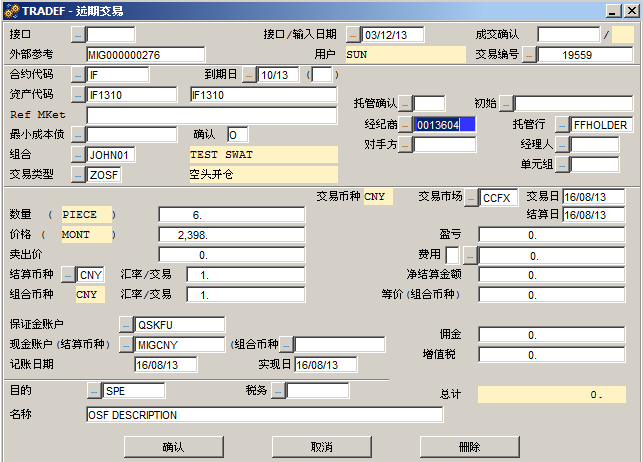 TRADEF - 远期交易
接口 接口/输入日期 03/12/13 成交确认 /
外部参考 MIG000000276 用户 SUN 交易编号 19559
合约代码 IF 到期日 10/13 ( )
资产代码 IF1310 IF1310 托管确认 初始
Ref MKet 经纪商 0013604 托管行 FFHOLDER
最小成本债 确认 O 对手方 经理人
组合 JOHN01 TEST SWAT 单元组
交易类型 ZOSF 空头开仓
交易币种 CNY 交易市场 CCFX 交易日 16/08/13
数量 ( PIECE ) 6. 结算日 16/08/13
价格 ( MONT ) 2,398. 盈亏 0.
卖出价 0. 费用 0.
结算币种 CNY 汇率/交易 1. 净结算金额 0.
组合币种 CNY 汇率/交易 1. 等价(组合币种) 0.
保证金账户 QSKFU 佣金 0.
现金账户(结算币种) MIGCNY (组合币种) 增值税 0.
记账日期 16/08/13 实现日 16/08/13
目的 SPE 税务 总计 0.
名称 OSF DESCRIPTION
确认 取消 删除